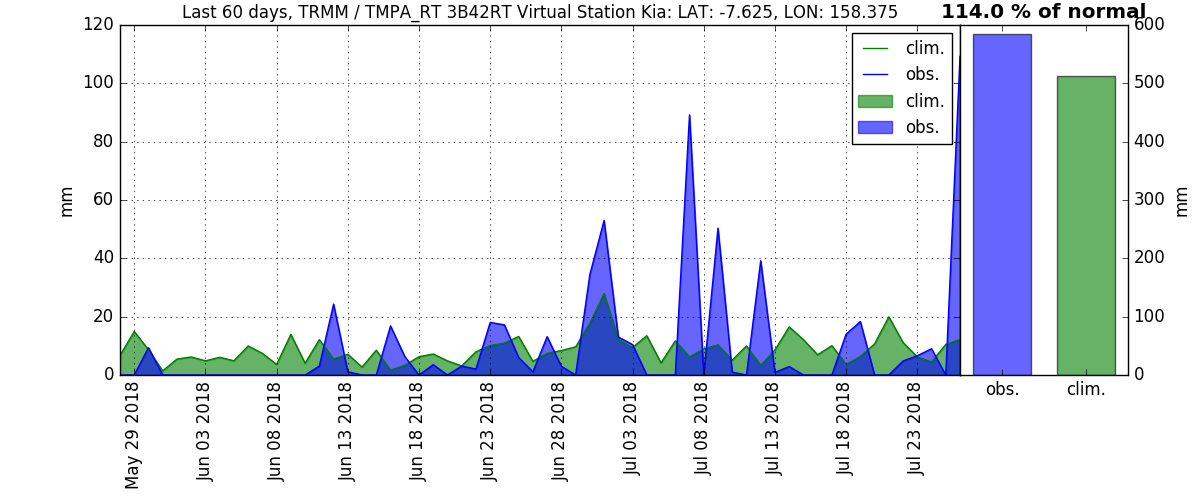 Last 60 days, TRMM / TMPA_RT 3B42RT Virtual Station Kia: LAT: -7.625, LON: 158.375
114.0 % of normal
clim.
obs.
clim.
obs.
mm
120
100
80
60
40
20
0
May 29 2018
Jun 03 2018
Jun 08 2018
Jun 13 2018
Jun 18 2018
Jun 23 2018
Jun 28 2018
Jul 03 2018
Jul 08 2018
Jul 13 2018
Jul 18 2018
Jul 23 2018
obs.
clim.
600
500
400
300
200
100
0
mm